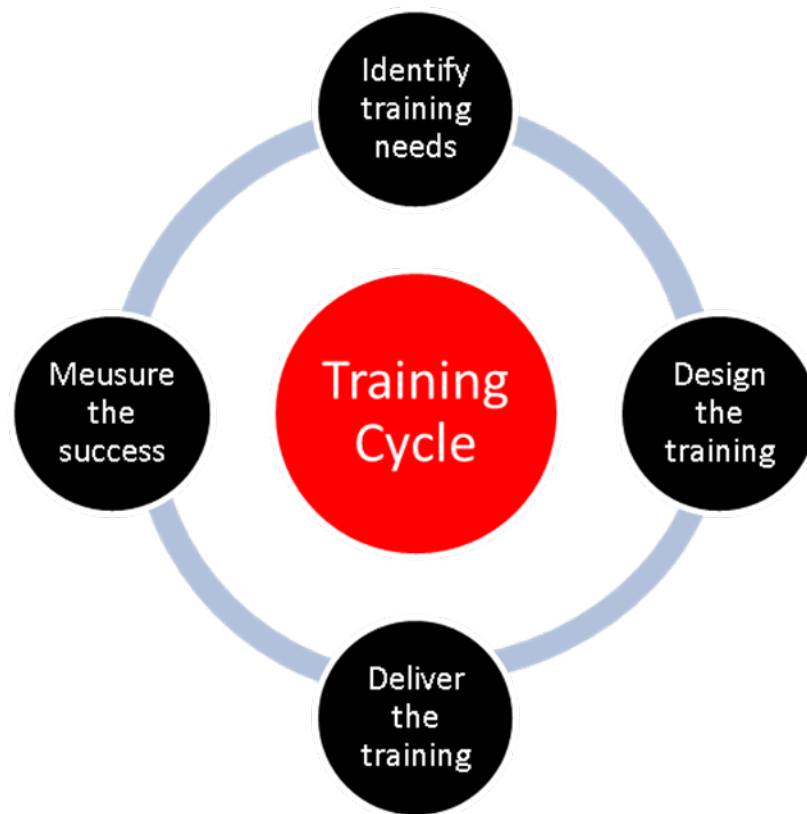 Identify
training
needs
Meusure
the
success
Training
Cycle
Design
the
training
Deliver
the
training